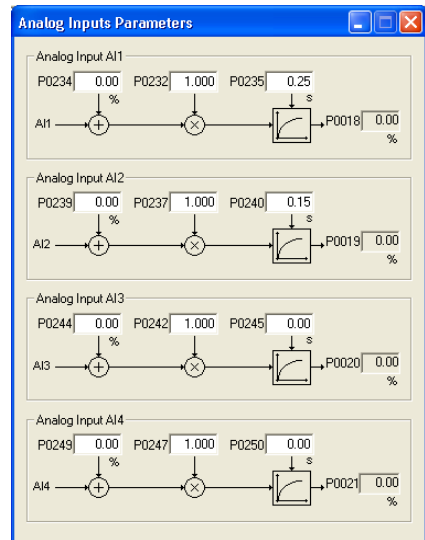 Analog Inputs Parameters
Analog Input AI1
P0234 0.00 P0232 1.000 P0235 0.25
% s
AI1 + × P0018 0.00
%
Analog Input AI2
P0239 0.00 P0237 1.000 P0240 0.15
% s
AI2 + × P0019 0.00
%
Analog Input AI3
P0244 0.00 P0242 1.000 P0245 0.00
% s
AI3 + × P0020 0.00
%
Analog Input AI4
P0249 0.00 P0247 1.000 P0250 0.00
% s
AI4 + × P0021 0.00
%